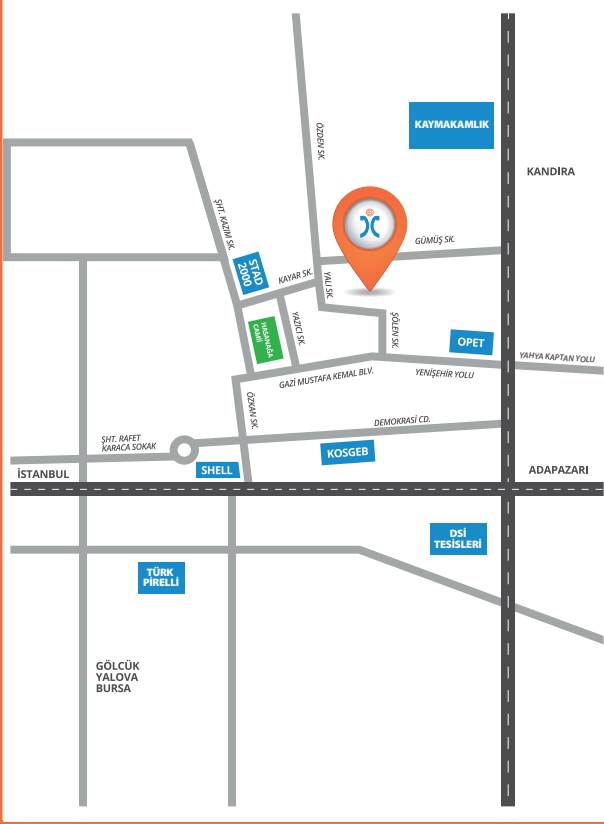 KAYMAKAMLIK
ÖZDEN SK.
KANDIRA
ŞHT. KAZIM SK.
GÜMÜŞ SK.
STAD
2000
KAYAR SK.
YALI SK.
HASANAĞA
CAMİİ
YAZICI SK.
ŞÖLEN SK.
OPET
YAHYA KAPTAN YOLU
GAZİ MUSTAFA KEMAL BLV.
YENİŞEHİR YOLU
ÖZKAN SK.
DEMOKRASİ CD.
ŞHT. RAFET
KARACA SOKAK
KOSGEB
İSTANBUL
SHELL
ADAPAZARI
DSİ
TESİSLERİ
TÜRK
PİRELLİ
GÖLCÜK
YALOVA
BURSA